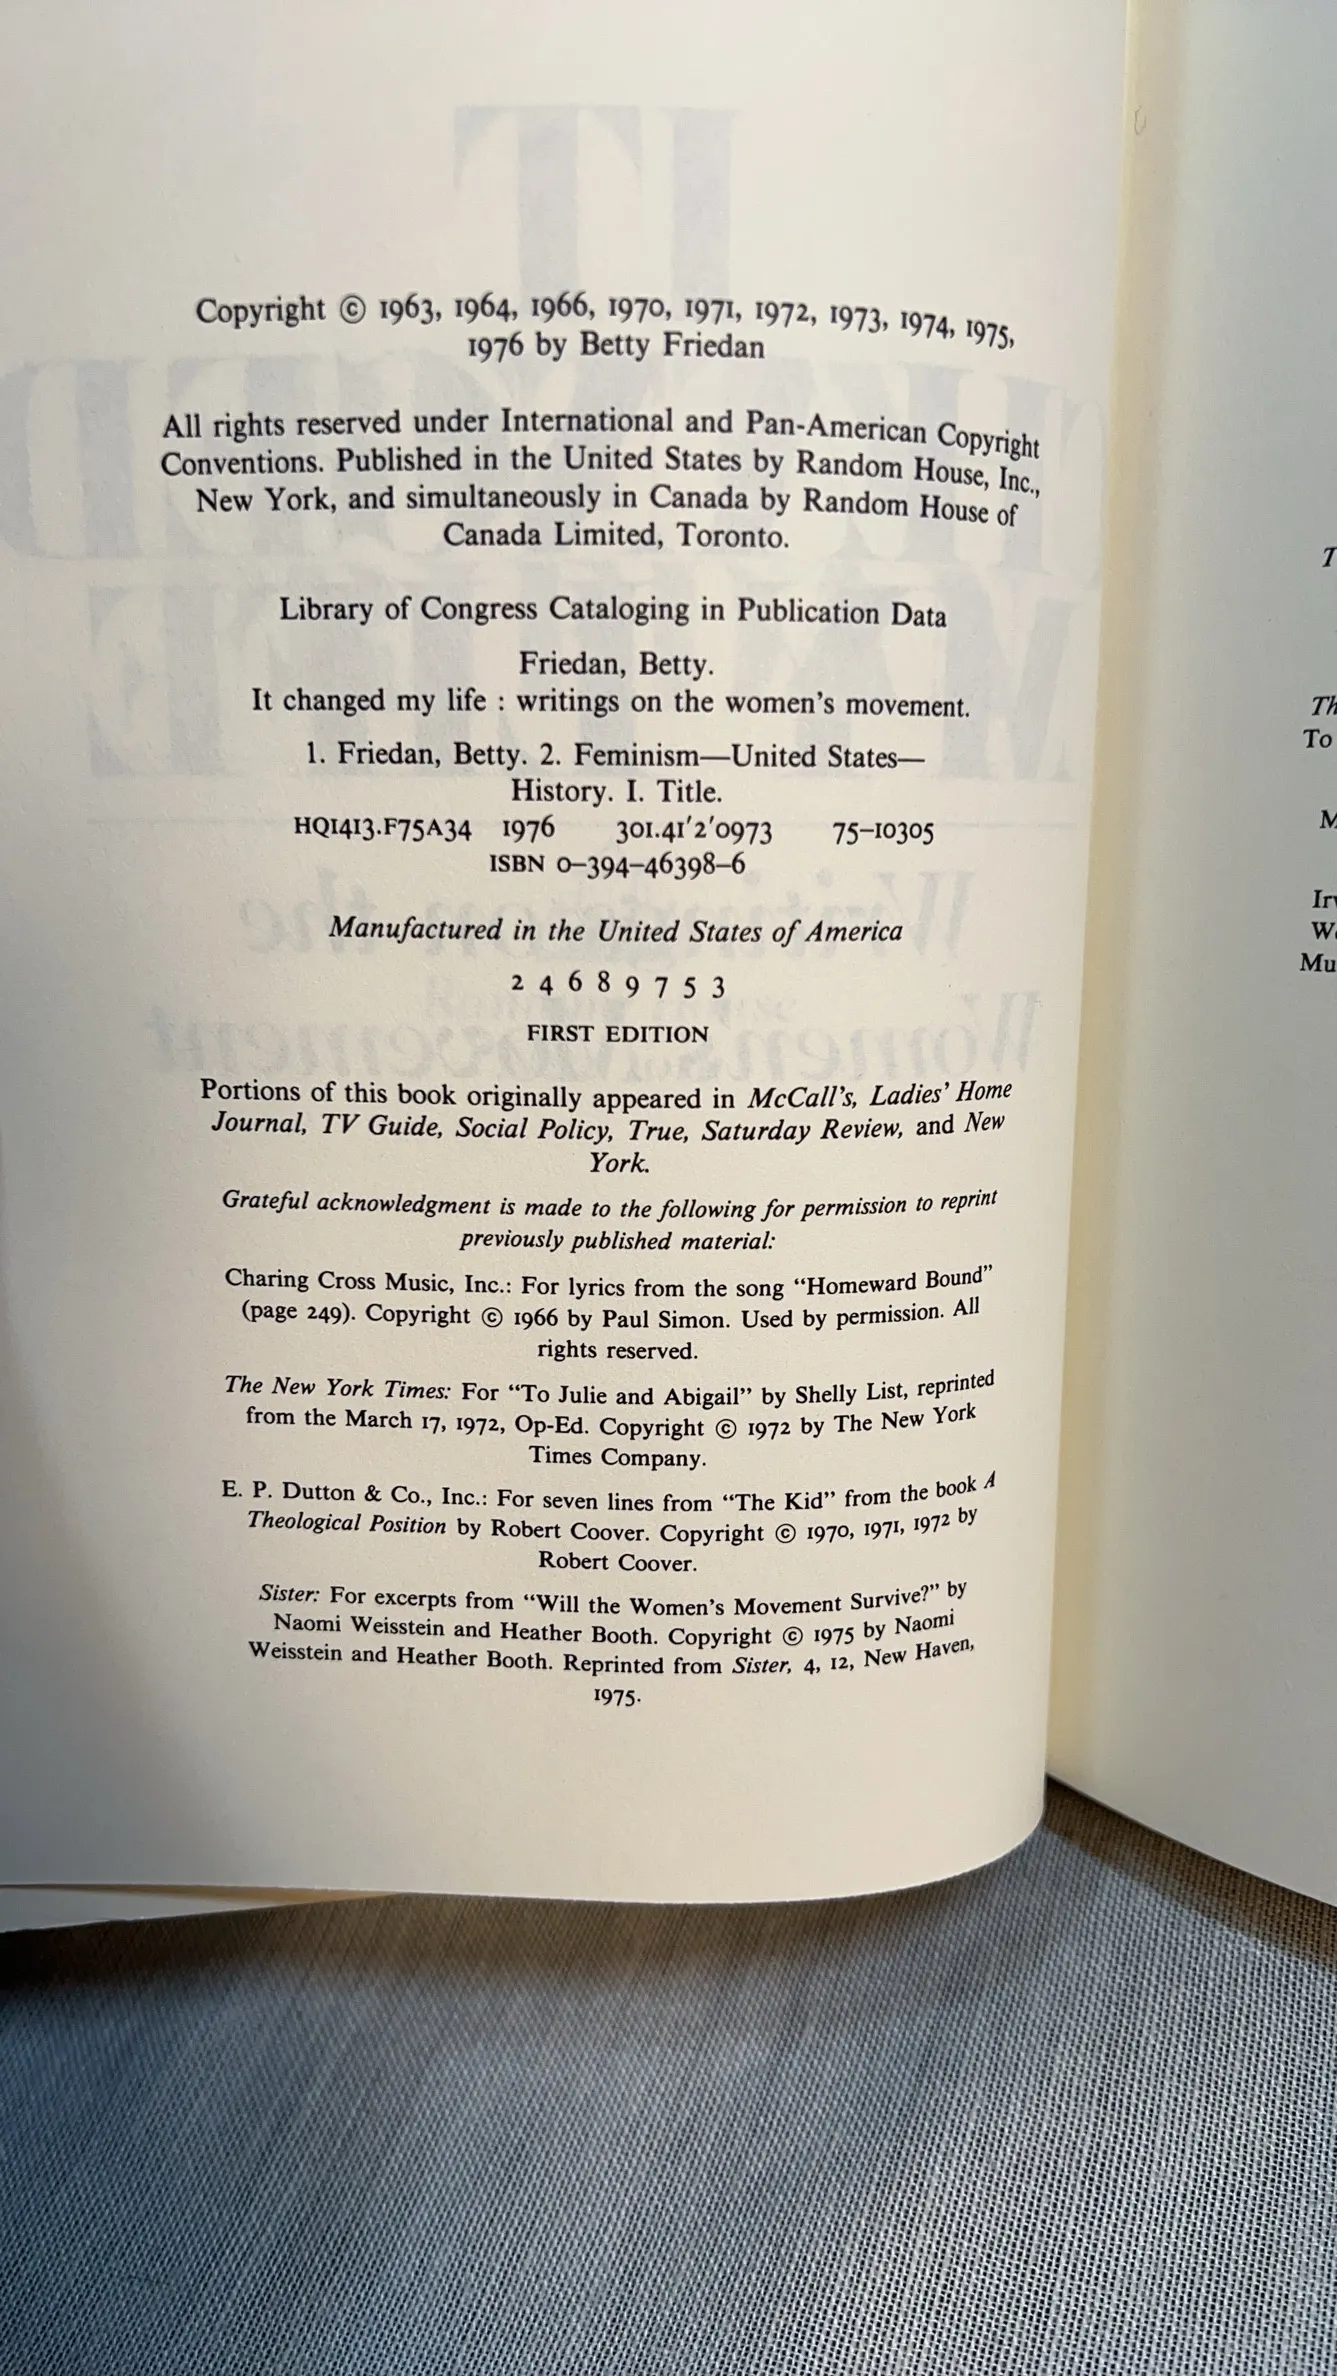 Copyright © 1963, 1964, 1966, 1970, 1971, 1972, 1973, 1974, 1975,
1976 by Betty Friedan
All rights reserved under International and Pan-American Copyright
Conventions. Published in the United States by Random House, Inc.,
New York, and simultaneously in Canada by Random House of
Canada Limited, Toronto.
Library of Congress Cataloging in Publication Data
Friedan, Betty.
It changed my life : writings on the women's movement.
1. Friedan, Betty. 2. Feminism—United States—
History. I. Title.
HQ1413.F75A34 1976 301.41'2'0973 75–10305
ISBN 0–394–46398–6
Manufactured in the United States of America
2 4 6 8 9 7 5 3
FIRST EDITION
Portions of this book originally appeared in McCall's, Ladies' Home
Journal, TV Guide, Social Policy, True, Saturday Review, and New
York.
Grateful acknowledgment is made to the following for permission to reprint
previously published material:
Charing Cross Music, Inc.: For lyrics from the song “Homeward Bound”
(page 249). Copyright © 1966 by Paul Simon. Used by permission. All
rights reserved.
The New York Times: For “To Julie and Abigail” by Shelly List, reprinted
from the March 17, 1972, Op-Ed. Copyright © 1972 by The New York
Times Company.
E. P. Dutton & Co., Inc.: For seven lines from “The Kid” from the book A
Theological Position by Robert Coover. Copyright © 1970, 1971, 1972 by
Robert Coover.
Sister: For excerpts from “Will the Women's Movement Survive?” by
Naomi Weisstein and Heather Booth. Copyright © 1975 by Naomi
Weisstein and Heather Booth. Reprinted from Sister, 4, 12, New Haven,
1975.
To